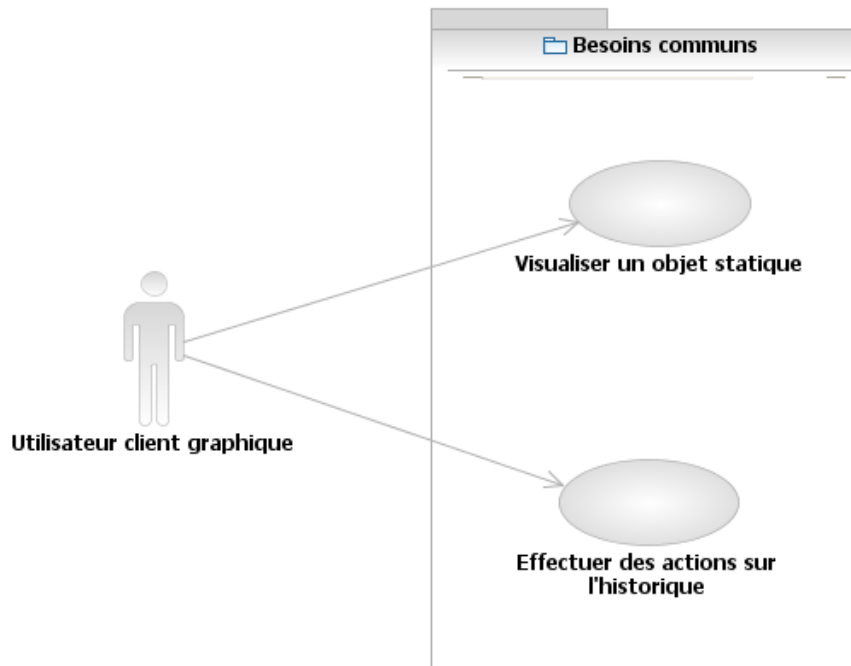 Besoins communs
Visualiser un objet statique
Utilisateur client graphique
Effectuer des actions sur
l'historique